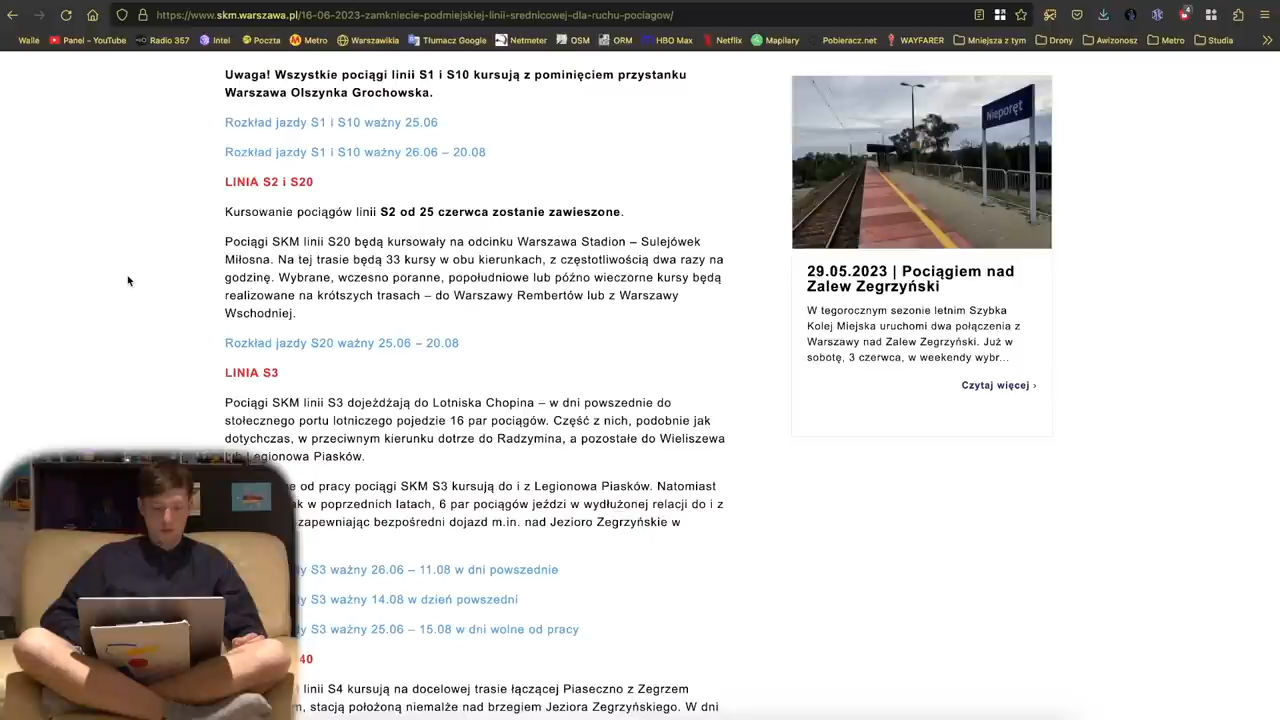 https://www.skm.warszawa.pl/16-06-2023-zamkniecie-podmiejskiej-linii-srednicowej-dla-ruchu-pociagow/
4
Walle
Panel - YouTube
Radio 357
Intel
Poczta
Metro
Warszawikia
Tłumacz Google
Netmeter
OSM
ORM
HBO Max
Netflix
Mapilary
Pobieracz.net
WAYFARER
Mniejsza z tym
Drony
Awizonosz
Metro
Studia
Uwaga! Wszystkie pociągi linii S1 i S10 kursują z pominięciem przystanku
Warszawa Olszynka Grochowska.
Rozkład jazdy S1 i S10 ważny 25.06
Rozkład jazdy S1 i S10 ważny 26.06 – 20.08
LINIA S2 i S20
Kursowanie pociągów linii S2 od 25 czerwca zostanie zawieszone.
Pociągi SKM linii S20 będą kursowały na odcinku Warszawa Stadion – Sulejówek
Miłosna. Na tej trasie będą 33 kursy w obu kierunkach, z częstotliwością dwa razy na
godzinę. Wybrane, wczesno poranne, popołudniowe lub późno wieczorne kursy będą
realizowane na krótszych trasach – do Warszawy Rembertów lub z Warszawy
Wschodniej.
Rozkład jazdy S20 ważny 25.06 – 20.08
LINIA S3
Pociągi SKM linii S3 dojeżdżają do Lotniska Chopina – w dni powszednie do
stołecznego portu lotniczego pojedzie 16 par pociągów. Część z nich, podobnie jak
dotychczas, w przeciwnym kierunku dotrze do Radzymina, a pozostałe do Wieliszewa
Legionowa Piasków.
od pracy pociągi SKM S3 kursują do i z Legionowa Piasków. Natomiast
w poprzednich latach, 6 par pociągów jeździ w wydłużonej relacji do i z
zapewniając bezpośredni dojazd m.in. nad Jezioro Zegrzyńskie w
S3 ważny 26.06 – 11.08 w dni powszednie
S3 ważny 14.08 w dzień powszedni
S3 ważny 25.06 – 15.08 w dni wolne od pracy
40
linii S4 kursują na docelowej trasie łączącej Piaseczno z Zegrzem
stacją położoną niemalże nad brzegiem Jeziora Zegrzyńskiego. W dni
Nieporęt
29.05.2023 | Pociągiem nad
Zalew Zegrzyński
W tegorocznym sezonie letnim Szybka
Kolej Miejska uruchomi dwa połączenia z
Warszawy nad Zalew Zegrzyński. Już w
sobotę, 3 czerwca, w weekendy wybr...
Czytaj więcej ›